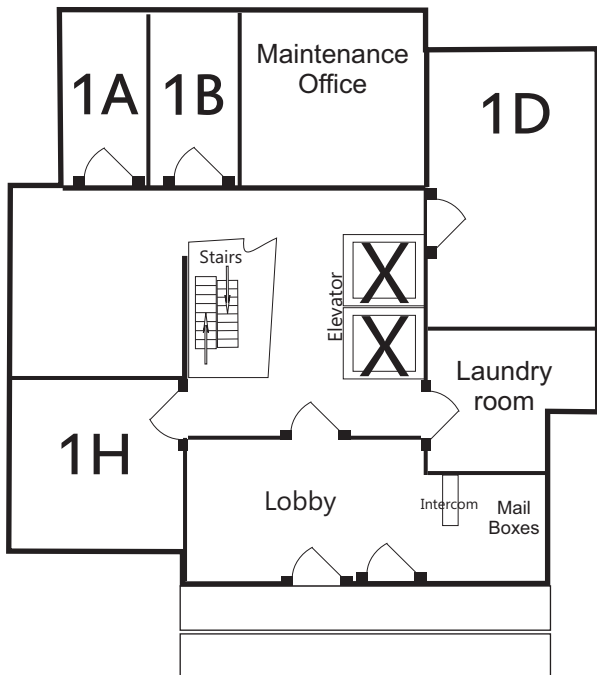 1A
1B
Maintenance
Office
1D
Stairs
Elevator
Laundry
room
1H
Lobby
Intercom
Mail
Boxes